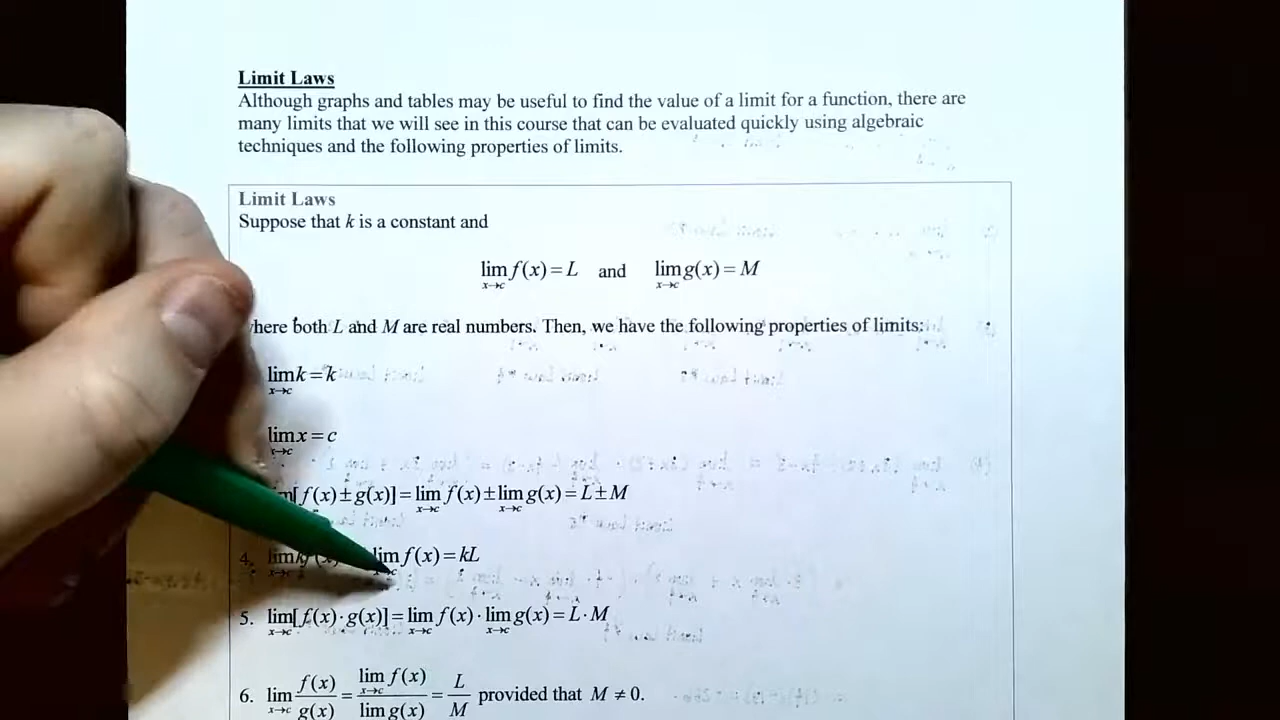 Limit Laws
Although graphs and tables may be useful to find the value of a limit for a function, there are
many limits that we will see in this course that can be evaluated quickly using algebraic
techniques and the following properties of limits.
Limit Laws
Suppose that k is a constant and
lim f(x) = L and lim g(x) = M
x→c x→c
here both L and M are real numbers. Then, we have the following properties of limits:
lim k = k
x→c
lim x = c
x→c
[f(x) ± g(x)] = lim f(x) ± lim g(x) = L ± M
x→c x→c
4. lim f(x) = kL
x→c
5. lim[f(x) · g(x)] = lim f(x) · lim g(x) = L · M
x→c x→c x→c
6. lim f(x)/g(x) = lim f(x)/lim g(x) = L/M provided that M ≠ 0.
x→c x→c